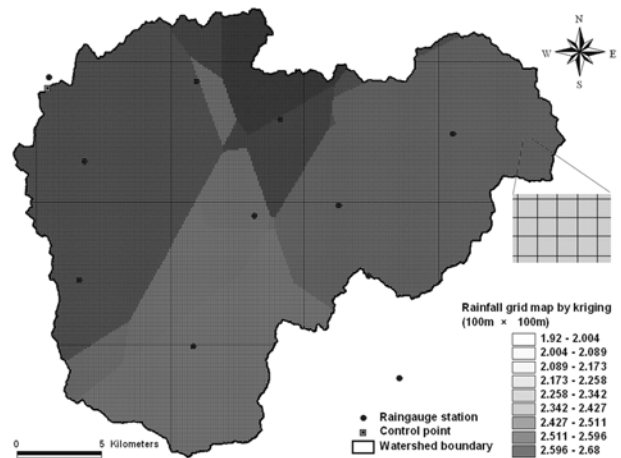 N
W E
S
Rainfall grid map by kriging
(100m × 100m)
1.92 - 2.004
2.004 - 2.089
2.089 - 2.173
2.173 - 2.258
2.258 - 2.342
2.342 - 2.427
2.427 - 2.511
2.511 - 2.596
2.596 - 2.68
Raingauge station
Control point
Watershed boundary
0 5 Kilometers